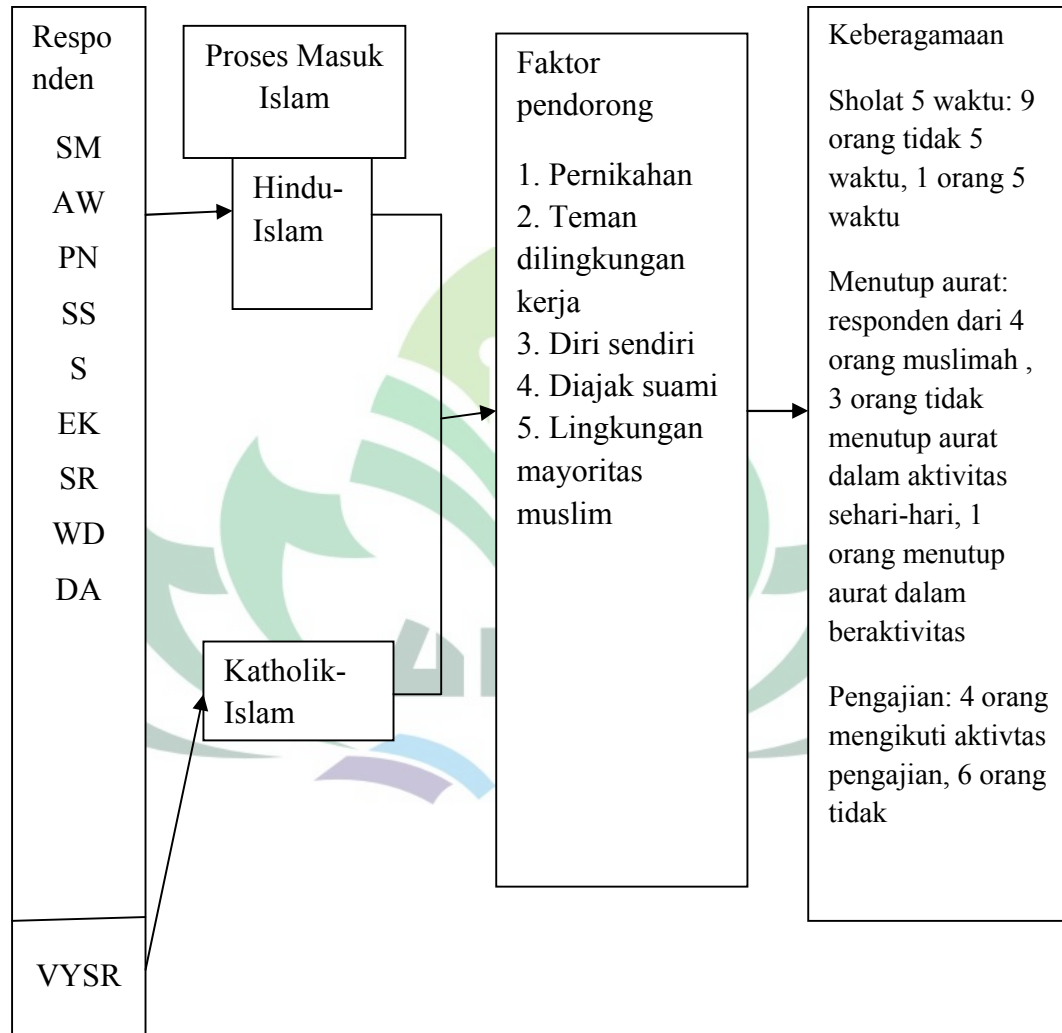 Respo
nden
SM
AW
PN
SS
S
EK
SR
WD
DA
VYSR
Proses Masuk
Islam
Hindu-
Islam
Katholik-
Islam
Faktor
pendorong
1. Pernikahan
2. Teman
dilingkungan
kerja
3. Diri sendiri
4. Diajak suami
5. Lingkungan
mayoritas
muslim
Keberagamaan
Sholat 5 waktu: 9
orang tidak 5
waktu, 1 orang 5
waktu
Menutup aurat:
responden dari 4
orang muslimah ,
3 orang tidak
menutup aurat
dalam aktivitas
sehari-hari, 1
orang menutup
aurat dalam
beraktivitas
Pengajian: 4 orang
mengikuti aktivtas
pengajian, 6 orang
tidak